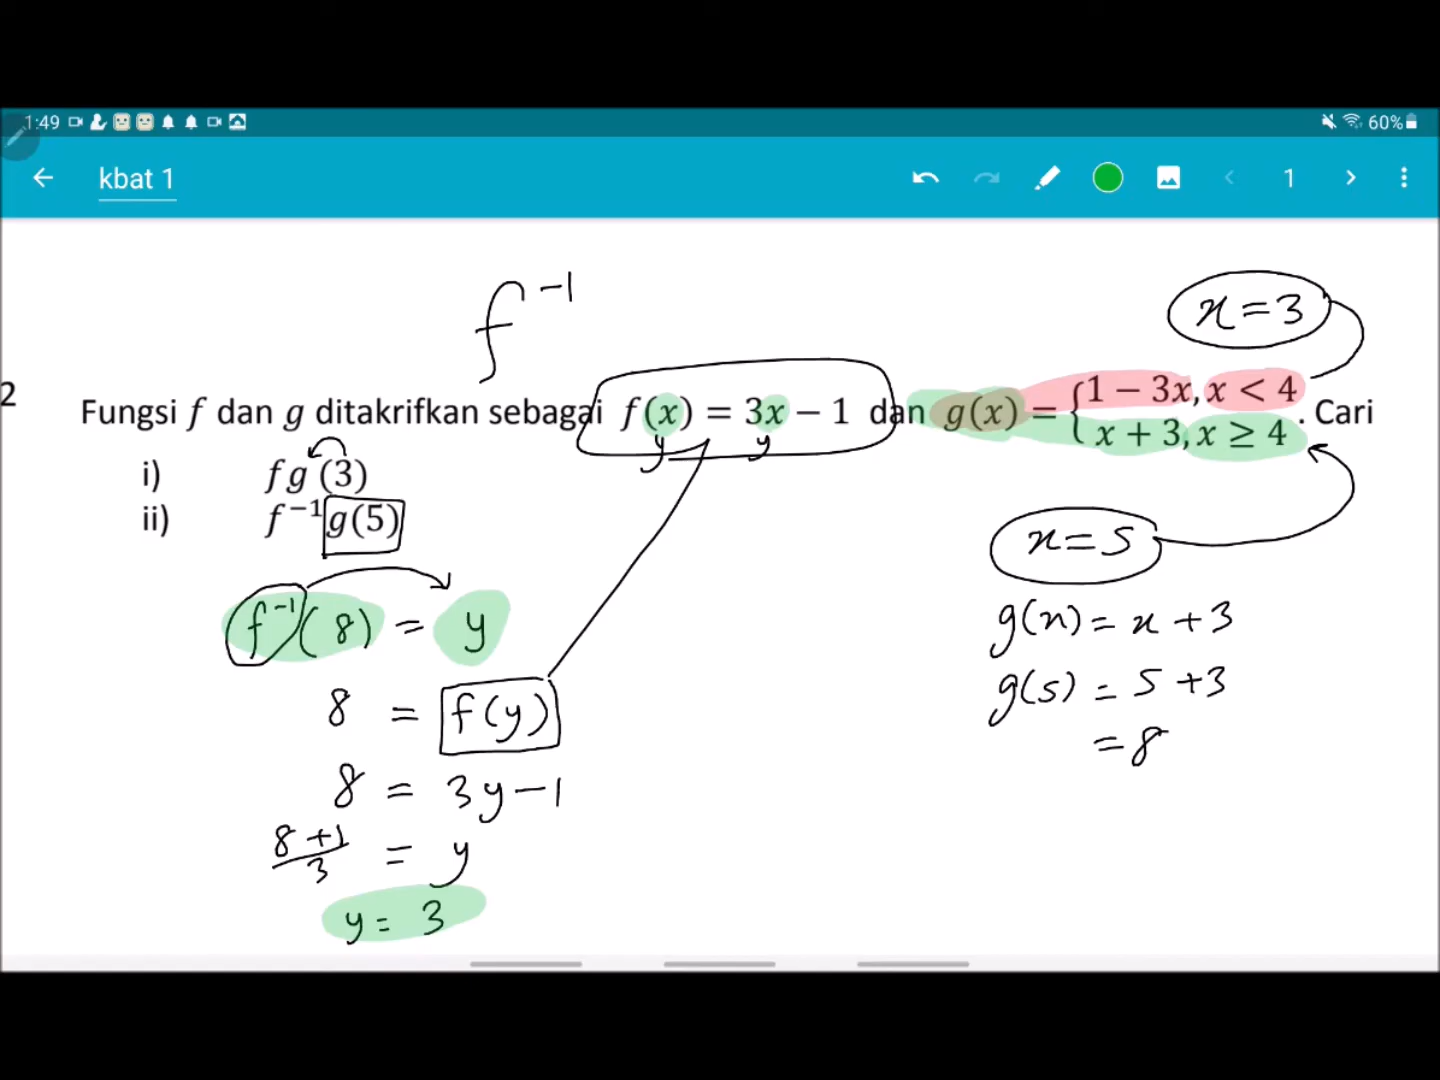 1:49 60%
kbat 1 1
f⁻¹
x=3
2 Fungsi f dan g ditakrifkan sebagai f(x) = 3x − 1 dan g(x) = {1 − 3x, x < 4
x + 3, x ≥ 4 . Cari
y y
i) fg (3)
ii) f⁻¹g(5)
x=5
f⁻¹(8) = y
8 = f(y)
8 = 3y−1
8+1/3 = y
y= 3
g(x) = x +3
g(5) = 5 +3
=8